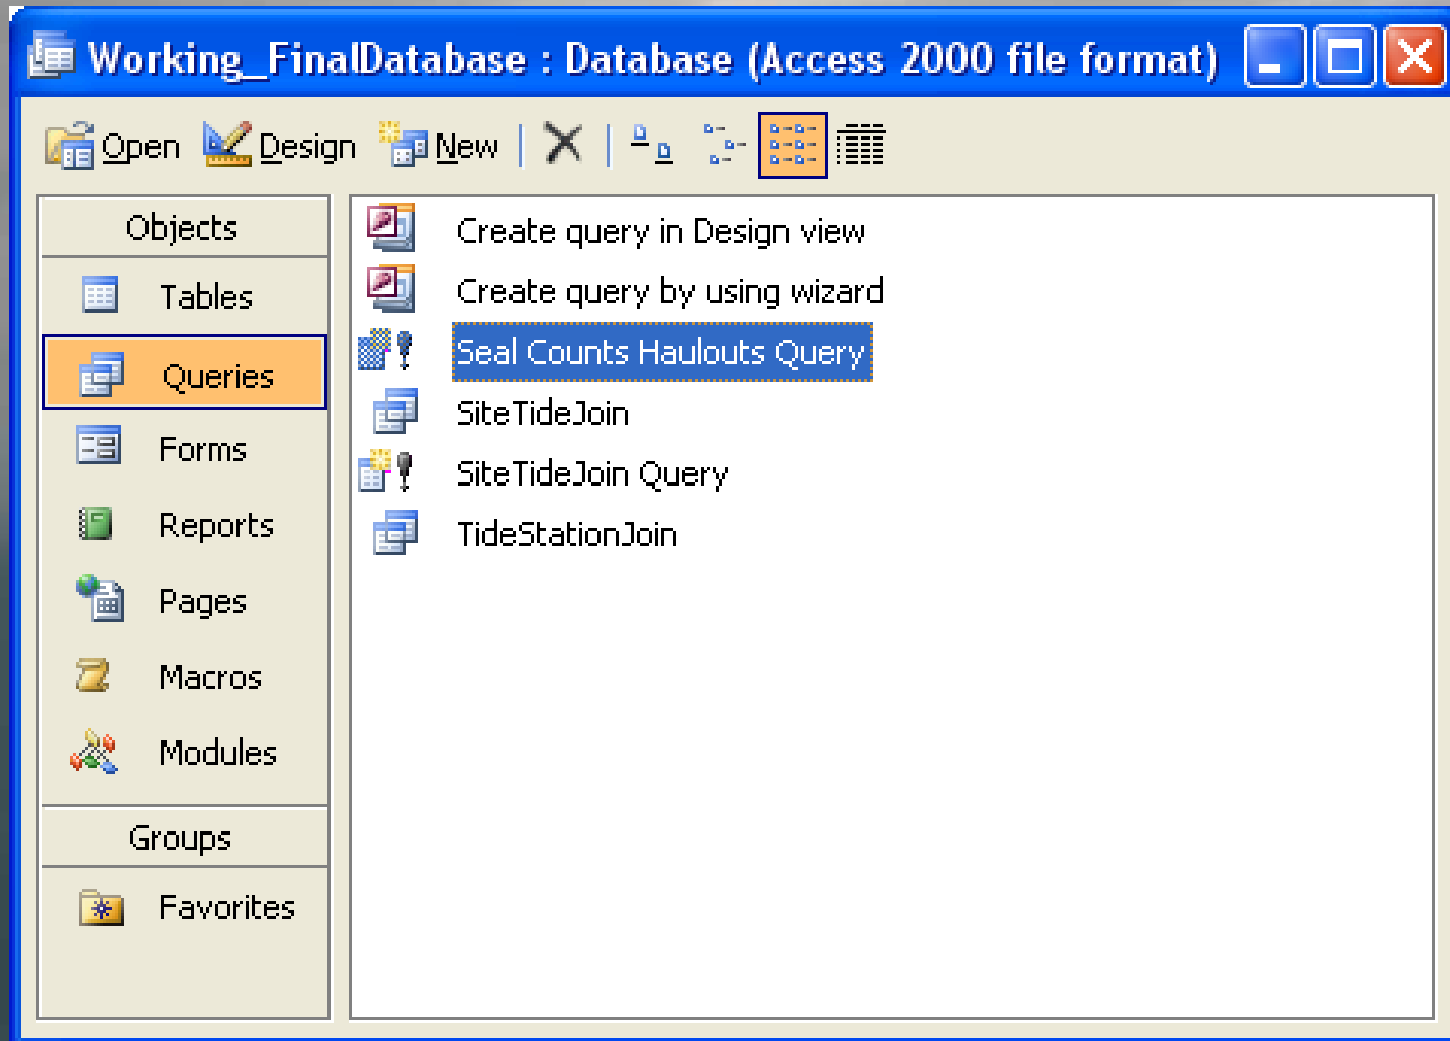 Working_FinalDatabase : Database (Access 2000 file format)
Open Design New
Objects
Tables
Queries
Forms
Reports
Pages
Macros
Modules
Groups
Favorites
Create query in Design view
Create query by using wizard
Seal Counts Haulouts Query
SiteTideJoin
SiteTideJoin Query
TideStationJoin